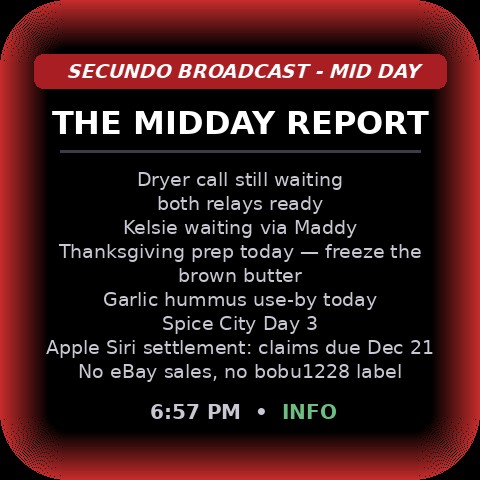 SECUNDO BROADCAST - MID DAY
THE MIDDAY REPORT
Dryer call still waiting
both relays ready
Kelsie waiting via Maddy
Thanksgiving prep today — freeze the
brown butter
Garlic hummus use-by today
Spice City Day 3
Apple Siri settlement: claims due Dec 21
No eBay sales, no bobu1228 label
6:57 PM • INFO